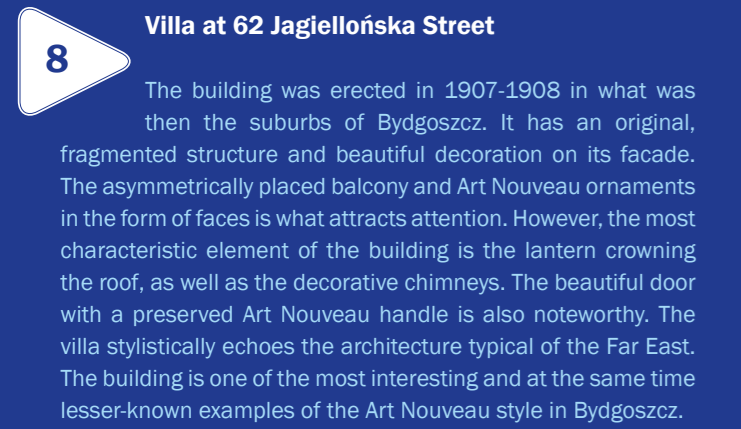 Villa at 62 Jagiellońska Street
8
The building was erected in 1907-1908 in what was
then the suburbs of Bydgoszcz. It has an original,
fragmented structure and beautiful decoration on its facade.
The asymmetrically placed balcony and Art Nouveau ornaments
in the form of faces is what attracts attention. However, the most
characteristic element of the building is the lantern crowning
the roof, as well as the decorative chimneys. The beautiful door
with a preserved Art Nouveau handle is also noteworthy. The
villa stylistically echoes the architecture typical of the Far East.
The building is one of the most interesting and at the same time
lesser-known examples of the Art Nouveau style in Bydgoszcz.